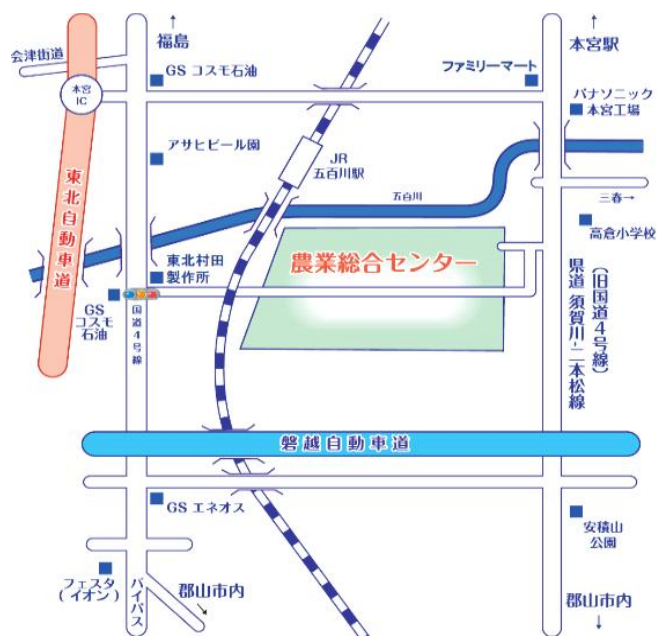 ↑
福島
↑
本宮駅
会津街道
GS コスモ石油
ファミリーマート
本宮
IC
パナソニック
本宮工場
アサヒビール園
JR
五百川駅
東北自動車道
五百川
三春→
高倉小学校
東北村田
製作所
農業総合センター
GS
コスモ
石油
国道4号線
(旧国道4号線)
県道 須賀川-二本松線
磐越自動車道
GS エネオス
安積山
公園
フェスタ
(イオン)
バイパス
郡山市内
↘
郡山市内
↓